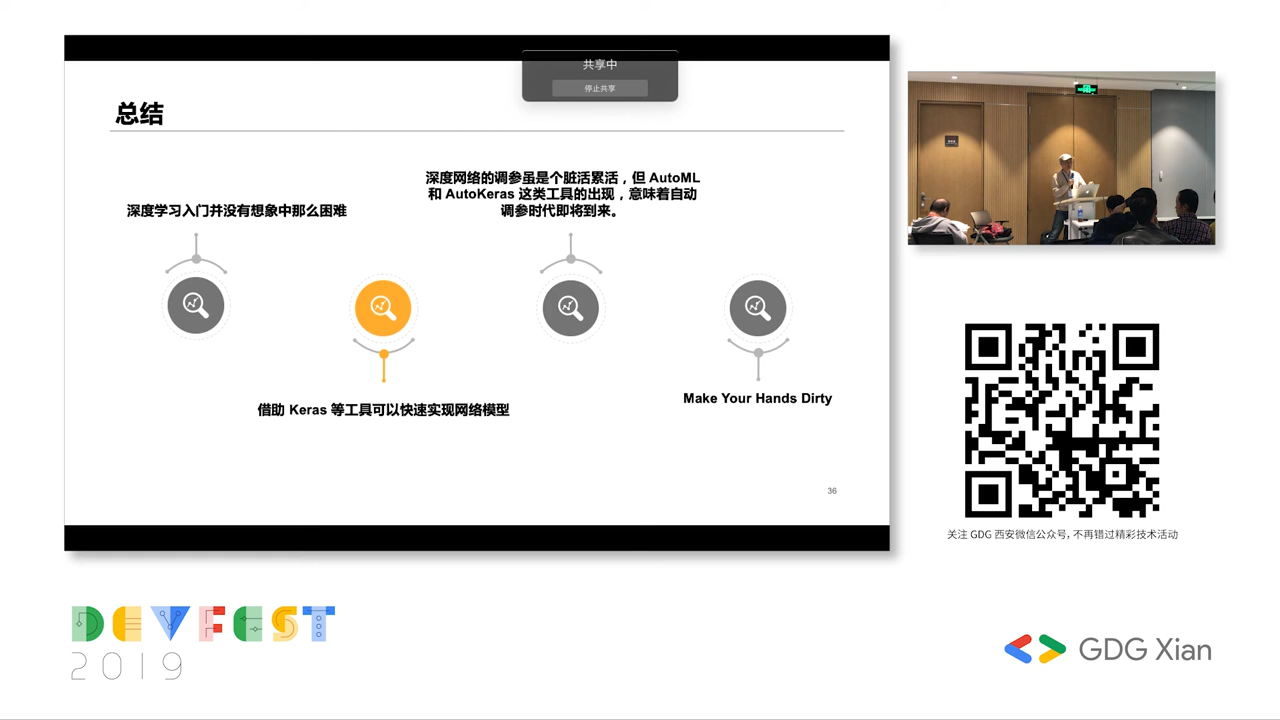 共享中
停止共享
总结
深度学习入门并没有想象中那么困难
深度网络的调参虽是个脏活累活，但 AutoML
和 AutoKeras 这类工具的出现，意味着自动
调参时代即将到来。
借助 Keras 等工具可以快速实现网络模型
Make Your Hands Dirty
36
关注 GDG 西安微信公众号, 不再错过精彩技术活动
DEVFEST
2019
GDG Xian